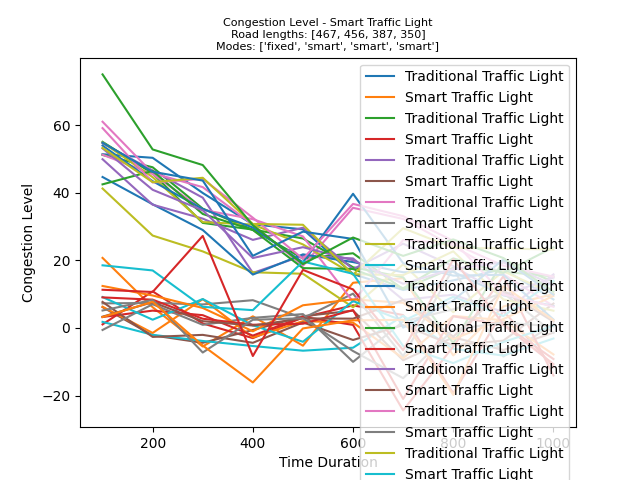 Congestion Level - Smart Traffic Light
Road lengths: [467, 456, 387, 350]
Modes: ['fixed', 'smart', 'smart', 'smart']
Traditional Traffic Light
Smart Traffic Light
Traditional Traffic Light
Smart Traffic Light
Traditional Traffic Light
Smart Traffic Light
Traditional Traffic Light
Smart Traffic Light
Traditional Traffic Light
Smart Traffic Light
Traditional Traffic Light
Smart Traffic Light
Traditional Traffic Light
Smart Traffic Light
Traditional Traffic Light
Smart Traffic Light
Traditional Traffic Light
Smart Traffic Light
Traditional Traffic Light
Smart Traffic Light
60
40
20
0
−20
Congestion Level
200
400
600
800
1000
Time Duration